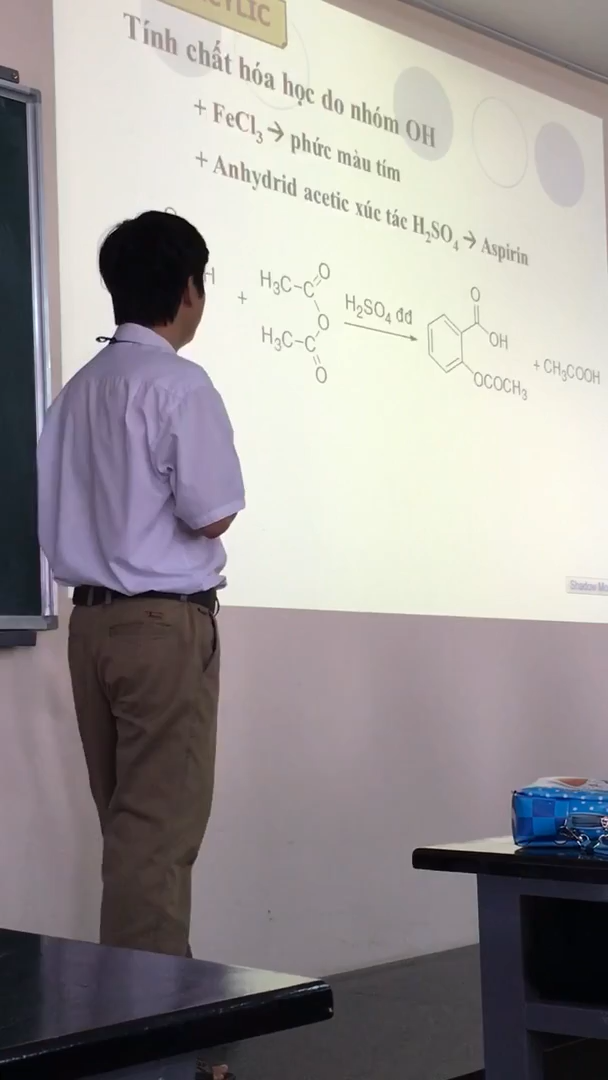 Tính chất hóa học do nhóm OH
+ FeCl₃ → phức màu tím
+ Anhydrid acetic xúc tác H₂SO₄ → Aspirin
H
+
H₃C-C
O
O
H₃C-C
O
H₂SO₄ đđ
O
OH
OCOCH₃
+ CH₃COOH